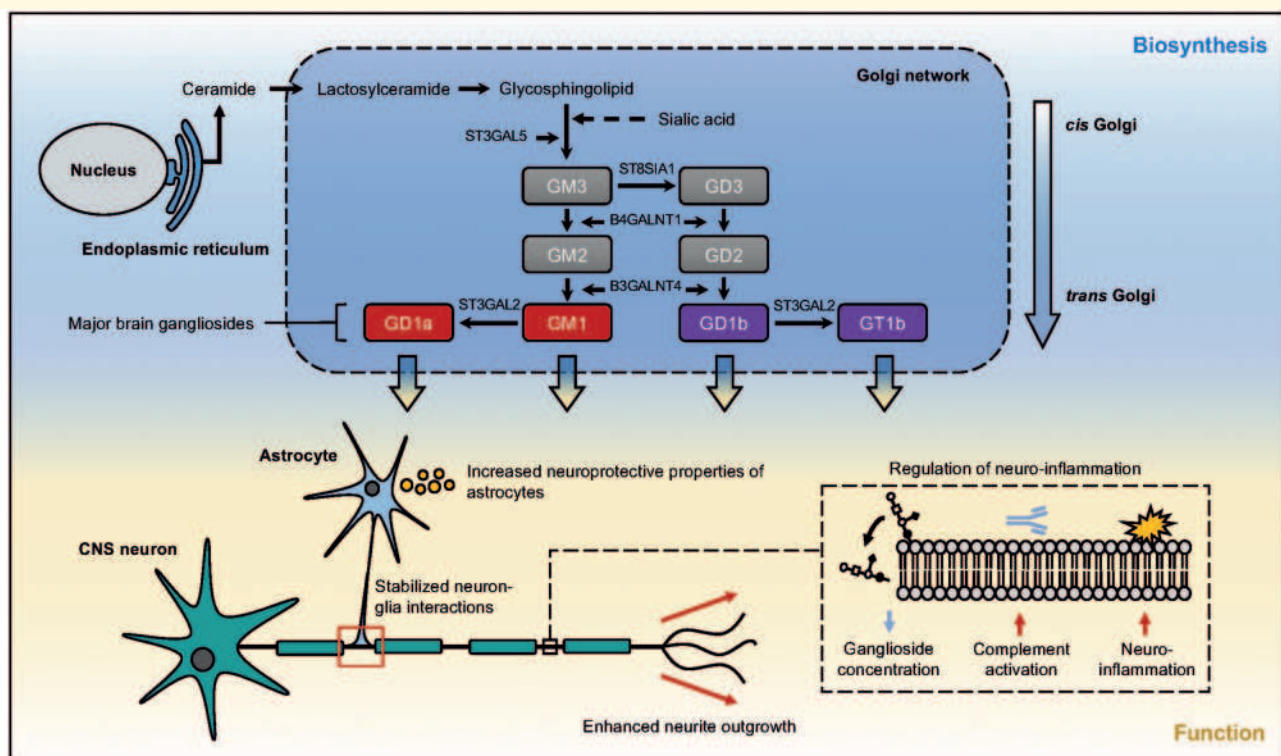 Biosynthesis
Golgi network
Ceramide
Lactosylceramide
Glycosphingolipid
cis Golgi
Sialic acid
ST3GAL5
Nucleus
ST8SIA1
GM3
GD3
B4GALNT1
Endoplasmic reticulum
GM2
GD2
B3GALNT4
trans Golgi
ST3GAL2
ST3GAL2
Major brain gangliosides
GD1a
GM1
GD1b
GT1b
Astrocyte
Increased neuroprotective properties of
astrocytes
Regulation of neuro-inflammation
CNS neuron
Stabilized neuron-
glia interactions
Ganglioside
concentration
Complement
activation
Neuro-
inflammation
Enhanced neurite outgrowth
Function